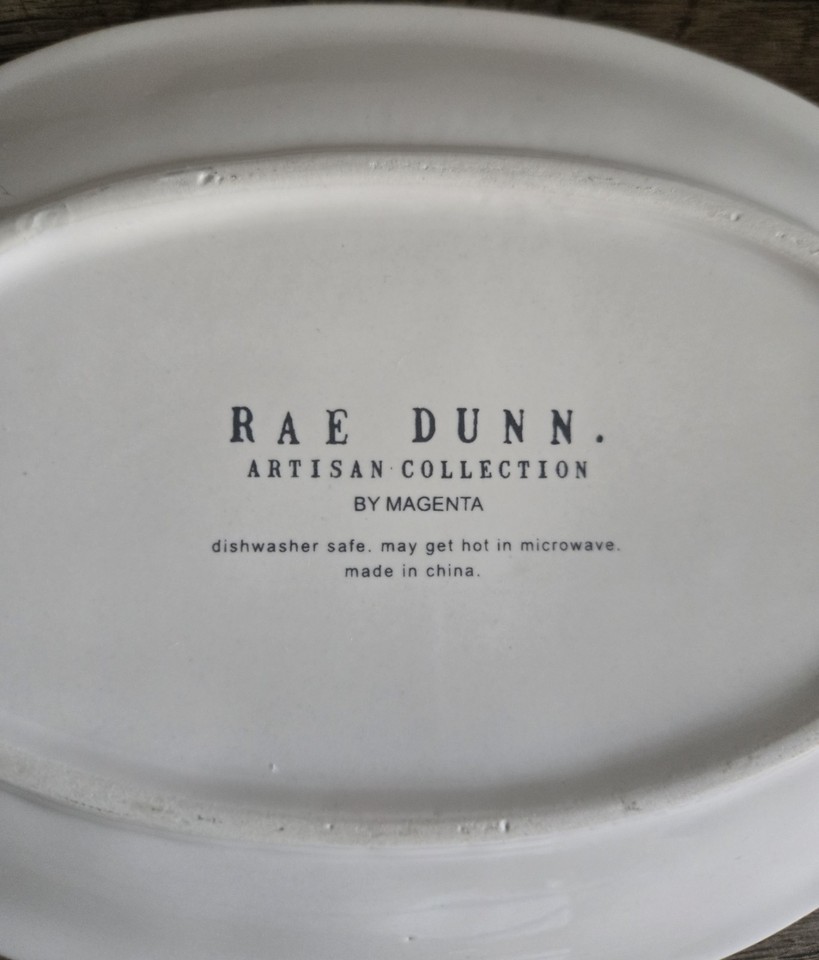 RAE DUNN.
ARTISAN·COLLECTION
BY MAGENTA
dishwasher safe. may get hot in microwave.
made in china.